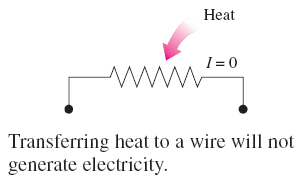 Heat
I = 0
Transferring heat to a wire will not
generate electricity.